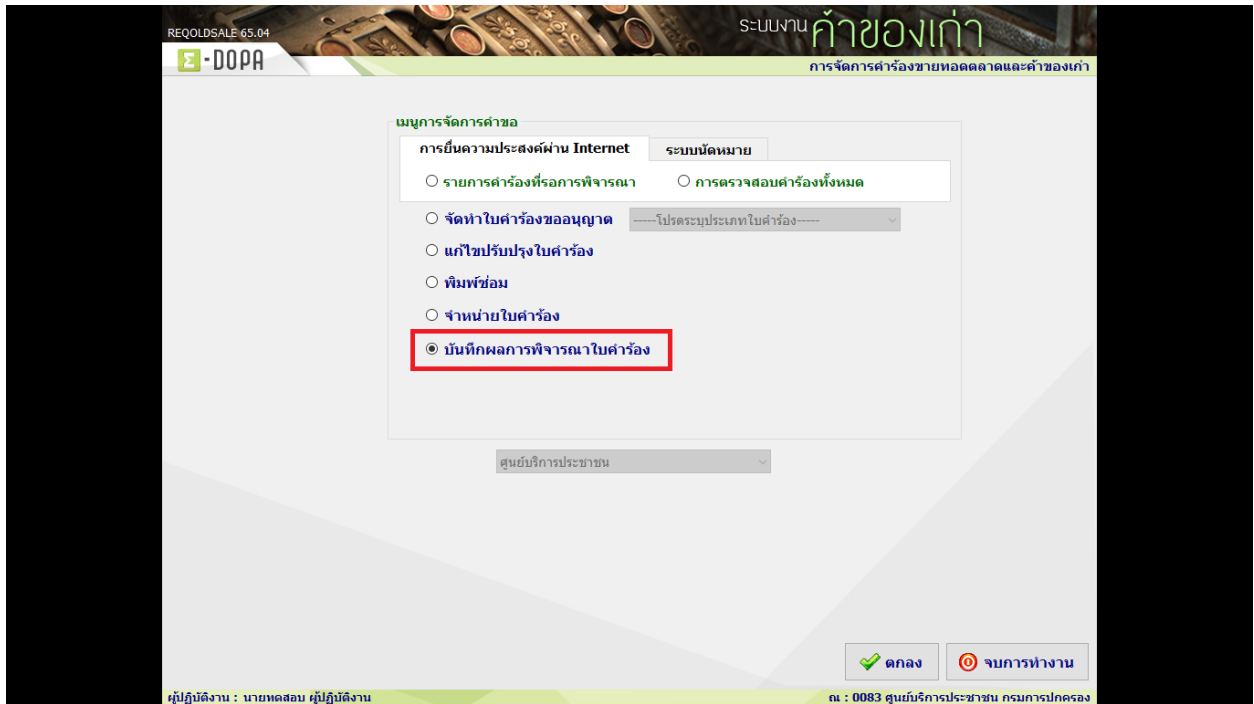 REQOLDSALE 65.04
ระบบงาน ค้าของเก่า
Σ-DOPA
การจัดการคำร้องขายทอดตลาดและค้าของเก่า
เมนูการจัดการคำขอ
การยื่นความประสงค์ผ่าน Internet ระบบนัดหมาย
รายการคำร้องที่รอการพิจารณา การตรวจสอบคำร้องทั้งหมด
จัดทำใบคำร้องขออนุญาต -----โปรดระบุประเภทใบคำร้อง-----
แก้ไขปรับปรุงใบคำร้อง
พิมพ์ซ่อม
จำหน่ายใบคำร้อง
บันทึกผลการพิจารณาใบคำร้อง
ศูนย์บริการประชาชน
ตกลง จบการทำงาน
ผู้ปฏิบัติงาน : นายทดสอบ ผู้ปฏิบัติงาน ณ : 0083 ศูนย์บริการประชาชน กรมการปกครอง